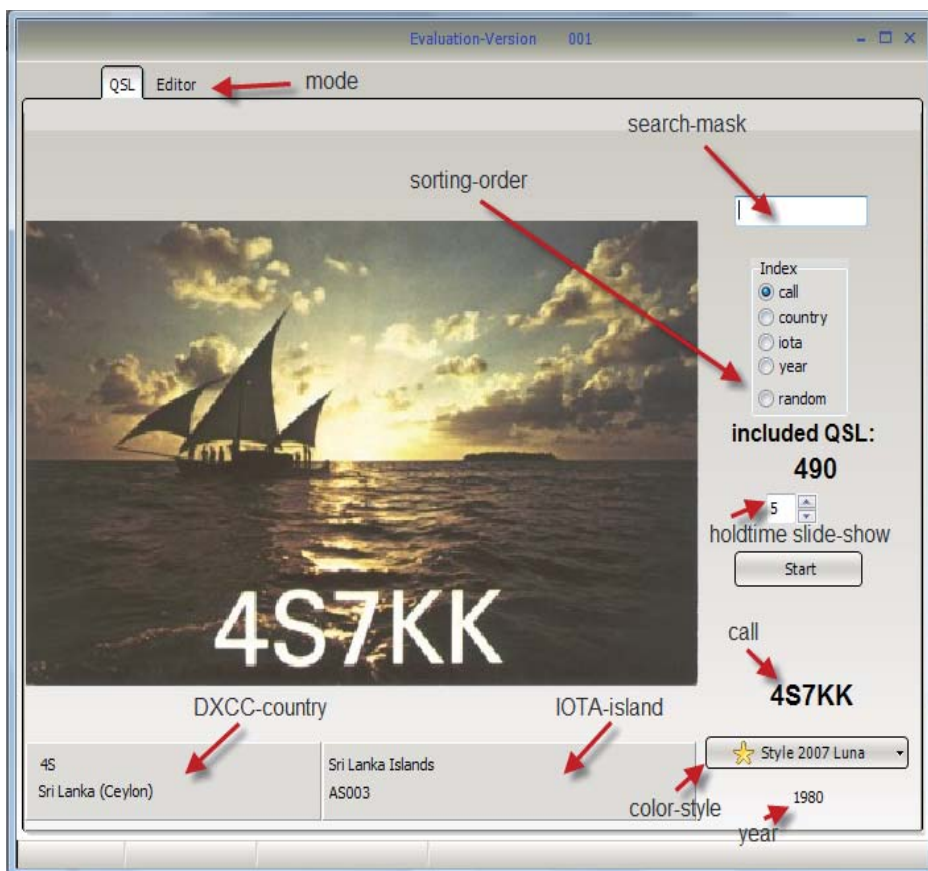 Evaluation-Version 001
QSL Editor mode
search-mask
sorting-order
Index
call
country
iota
year
random
included QSL:
490
5
holdtime slide-show
Start
4S7KK
call
4S7KK
DXCC-country IOTA-island
4S
Sri Lanka (Ceylon)
Sri Lanka Islands
AS003
Style 2007 Luna
color-style
1980
year